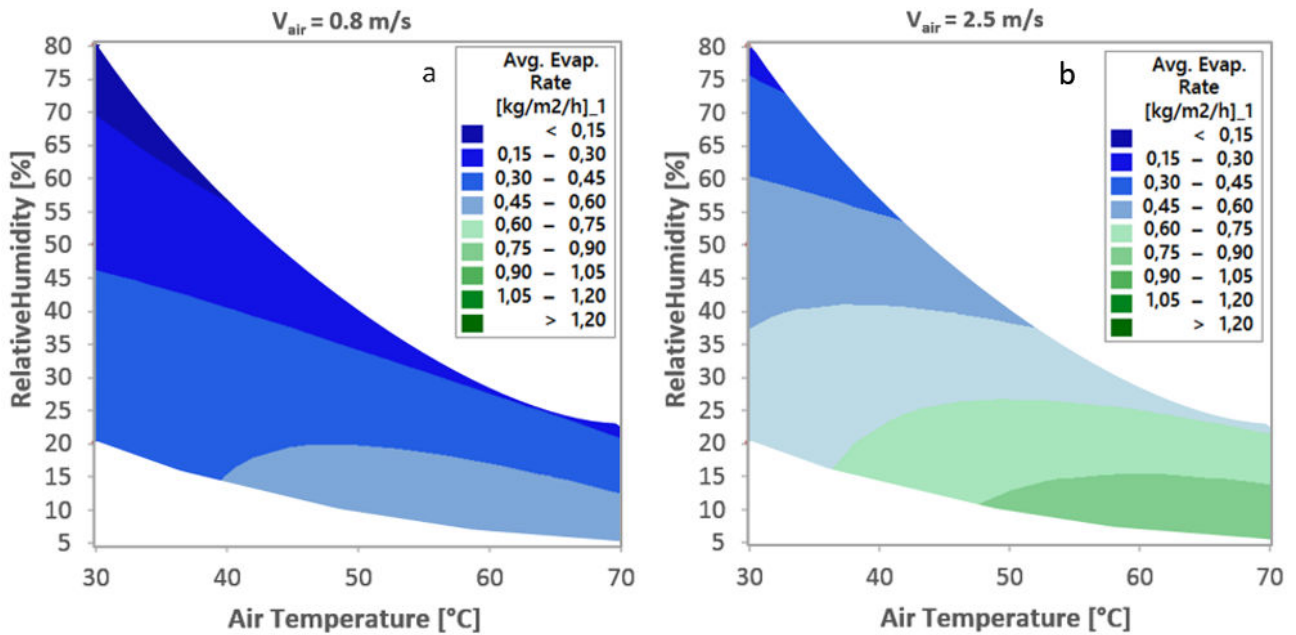 V_air = 0.8 m/s
a
RelativeHumidity [%]
80
75
70
65
60
55
50
45
40
35
30
25
20
15
10
5
Avg. Evap.
Rate
[kg/m2/h]_1
< 0,15
0,15 – 0,30
0,30 – 0,45
0,45 – 0,60
0,60 – 0,75
0,75 – 0,90
0,90 – 1,05
1,05 – 1,20
> 1,20
30 40 50 60 70
Air Temperature [°C]
V_air = 2.5 m/s
b
RelativeHumidity [%]
80
75
70
65
60
55
50
45
40
35
30
25
20
15
10
5
Avg. Evap.
Rate
[kg/m2/h]_1
< 0,15
0,15 – 0,30
0,30 – 0,45
0,45 – 0,60
0,60 – 0,75
0,75 – 0,90
0,90 – 1,05
1,05 – 1,20
> 1,20
30 40 50 60 70
Air Temperature [°C]